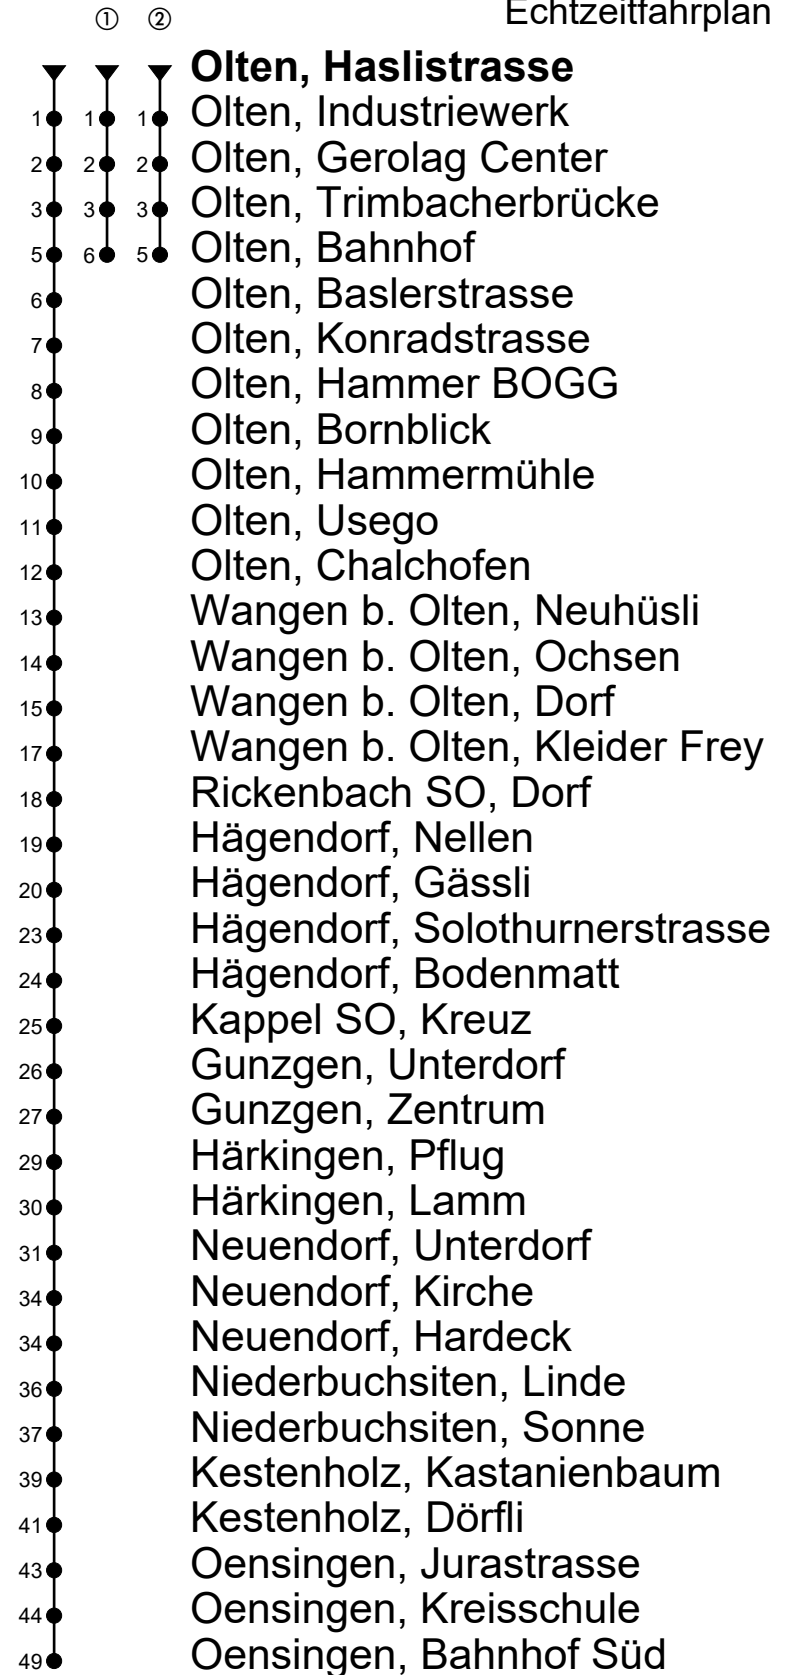 Echtzeitfahrplan
① ②
Olten, Haslistrasse
1 1 1 Olten, Industriewerk
2 2 2 Olten, Gerolag Center
3 3 3 Olten, Trimbacherbrücke
5 6 5 Olten, Bahnhof
6 Olten, Baslerstrasse
7 Olten, Konradstrasse
8 Olten, Hammer BOGG
9 Olten, Bornblick
10 Olten, Hammermühle
11 Olten, Usego
12 Olten, Chalchofen
13 Wangen b. Olten, Neuhüsli
14 Wangen b. Olten, Ochsen
15 Wangen b. Olten, Dorf
17 Wangen b. Olten, Kleider Frey
18 Rickenbach SO, Dorf
19 Hägendorf, Nellen
20 Hägendorf, Gässli
23 Hägendorf, Solothurnerstrasse
24 Hägendorf, Bodenmatt
25 Kappel SO, Kreuz
26 Gunzgen, Unterdorf
27 Gunzgen, Zentrum
29 Härkingen, Pflug
30 Härkingen, Lamm
31 Neuendorf, Unterdorf
34 Neuendorf, Kirche
34 Neuendorf, Hardeck
36 Niederbuchsiten, Linde
37 Niederbuchsiten, Sonne
39 Kestenholz, Kastanienbaum
41 Kestenholz, Dörfli
43 Oensingen, Jurastrasse
44 Oensingen, Kreisschule
49 Oensingen, Bahnhof Süd